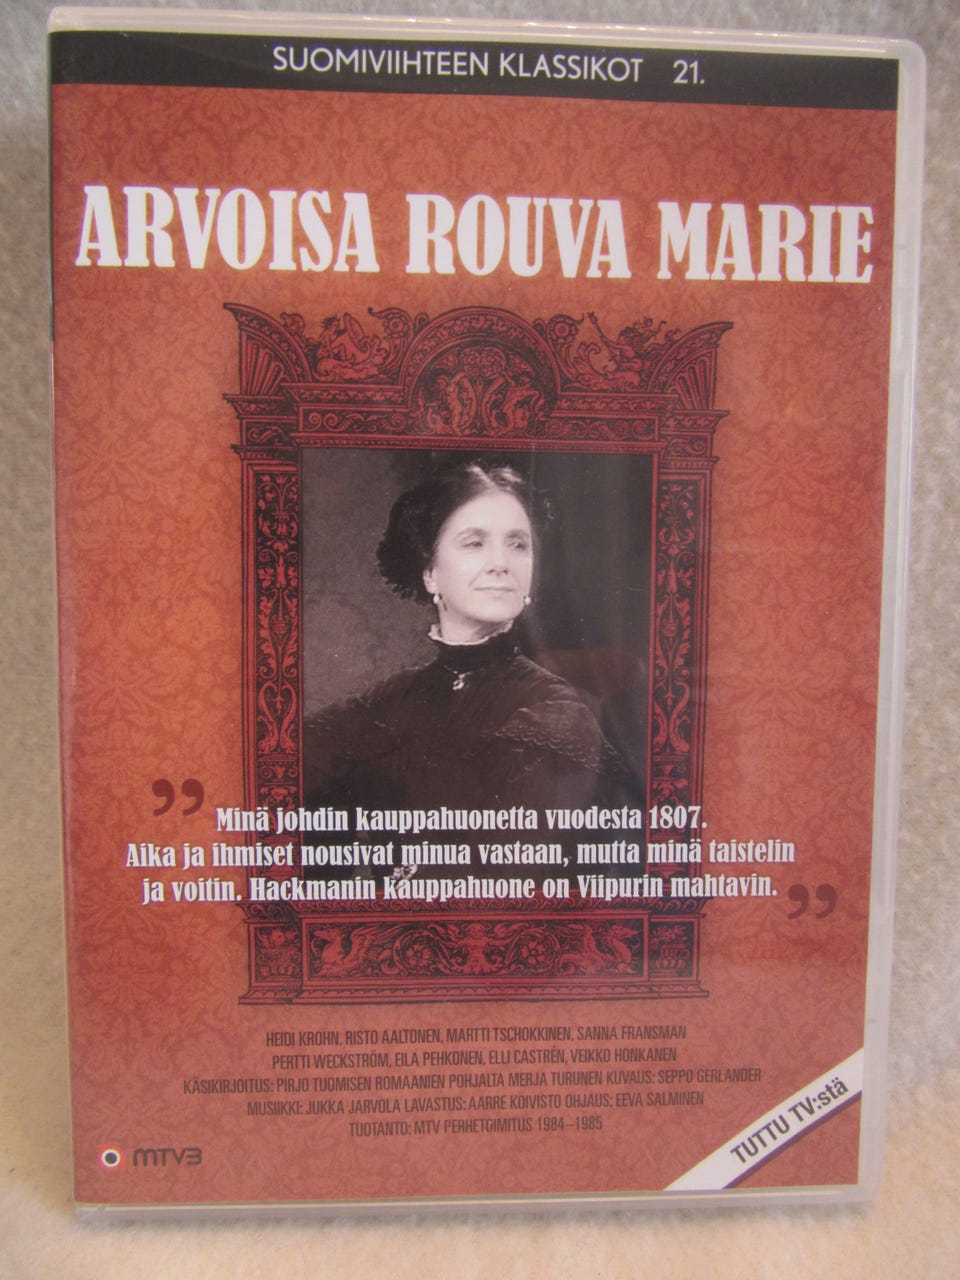 SUOMIVIIHTEEN KLASSIKOT 21.
ARVOISA ROUVA MARIE
”
Minä johdin kauppahuonetta vuodesta 1807.
Aika ja ihmiset nousivat minua vastaan, mutta minä taistelin
ja voitin. Hackmanin kauppahuone on Viipurin mahtavin.
”
HEIDI KROHN, RISTO AALTONEN, MARTTI TSCHOKKINEN, SANNA FRANSMAN
PERTTI WECKSTRÖM, EILA PEHKONEN, ELLI CASTRÉN, VEIKKO HONKANEN
KÄSIKIRJOITUS: PIRJO TUOMISEN ROMAANIEN POHJALTA MERJA TURUNEN KUVAUS: SEPPO GERLANDER
MUSIIKKI: JUKKA JARVOLA LAVASTUS: AARRE KOIVISTO OHJAUS: EEVA SALMINEN
TUOTANTO: MTV PERHETOIMITUS 1984–1985
TUTTU TV:stä
MTV3